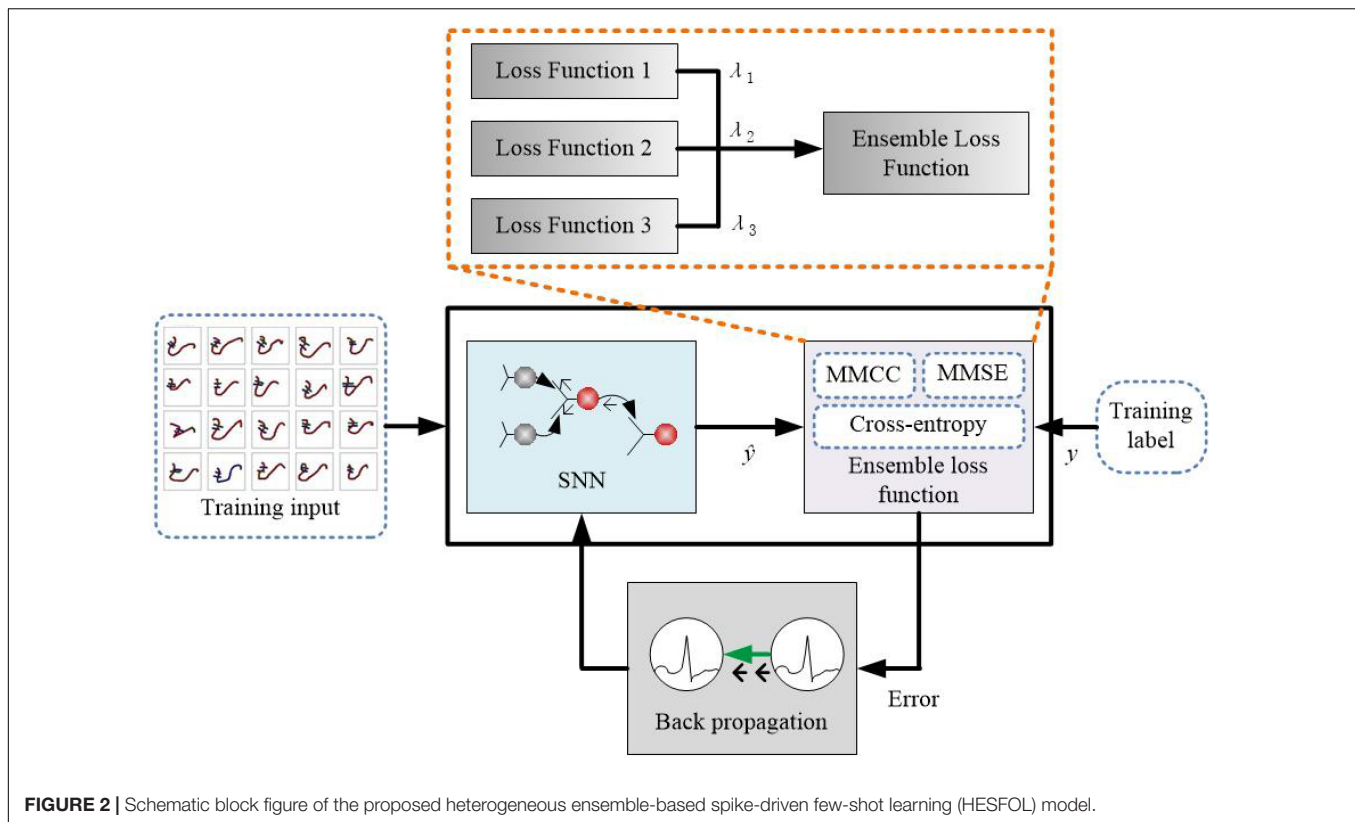 Loss Function 1
λ1
Loss Function 2
λ2
Ensemble Loss
Function
Loss Function 3
λ3
MMCC
MMSE
Cross-entropy
Ensemble loss
function
SNN
ŷ
y
Training
label
Training input
Back propagation
Error
FIGURE 2 | Schematic block figure of the proposed heterogeneous ensemble-based spike-driven few-shot learning (HESFOL) model.